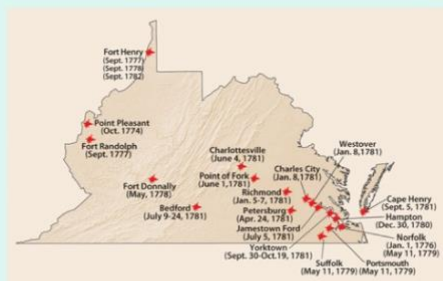 Fort Henry
(Sept. 1777)
(Sept. 1778)
(Sept. 1782)
Point Pleasant
(Oct. 1774)
Fort Randolph
(Sept. 1777)
Fort Donnally
(May, 1778)
Bedford
(July 9-24, 1781)
Charlottesville
(June 4, 1781)
Point of Fork
(June 1, 1781)
Richmond
(Jan. 5-7, 1781)
Petersburg
(Apr. 24, 1781)
Jamestown Ford
(July 5, 1781)
Yorktown
(Sept. 30-Oct.19, 1781)
Suffolk
(May 11, 1779)
Charles City
(Jan. 8, 1781)
Westover
(Jan. 8, 1781)
Cape Henry
(Sept. 5, 1781)
Hampton
(Dec. 30, 1780)
Norfolk
(Jan. 1, 1776)
(May 11, 1779)
Portsmouth
(May 11, 1779)